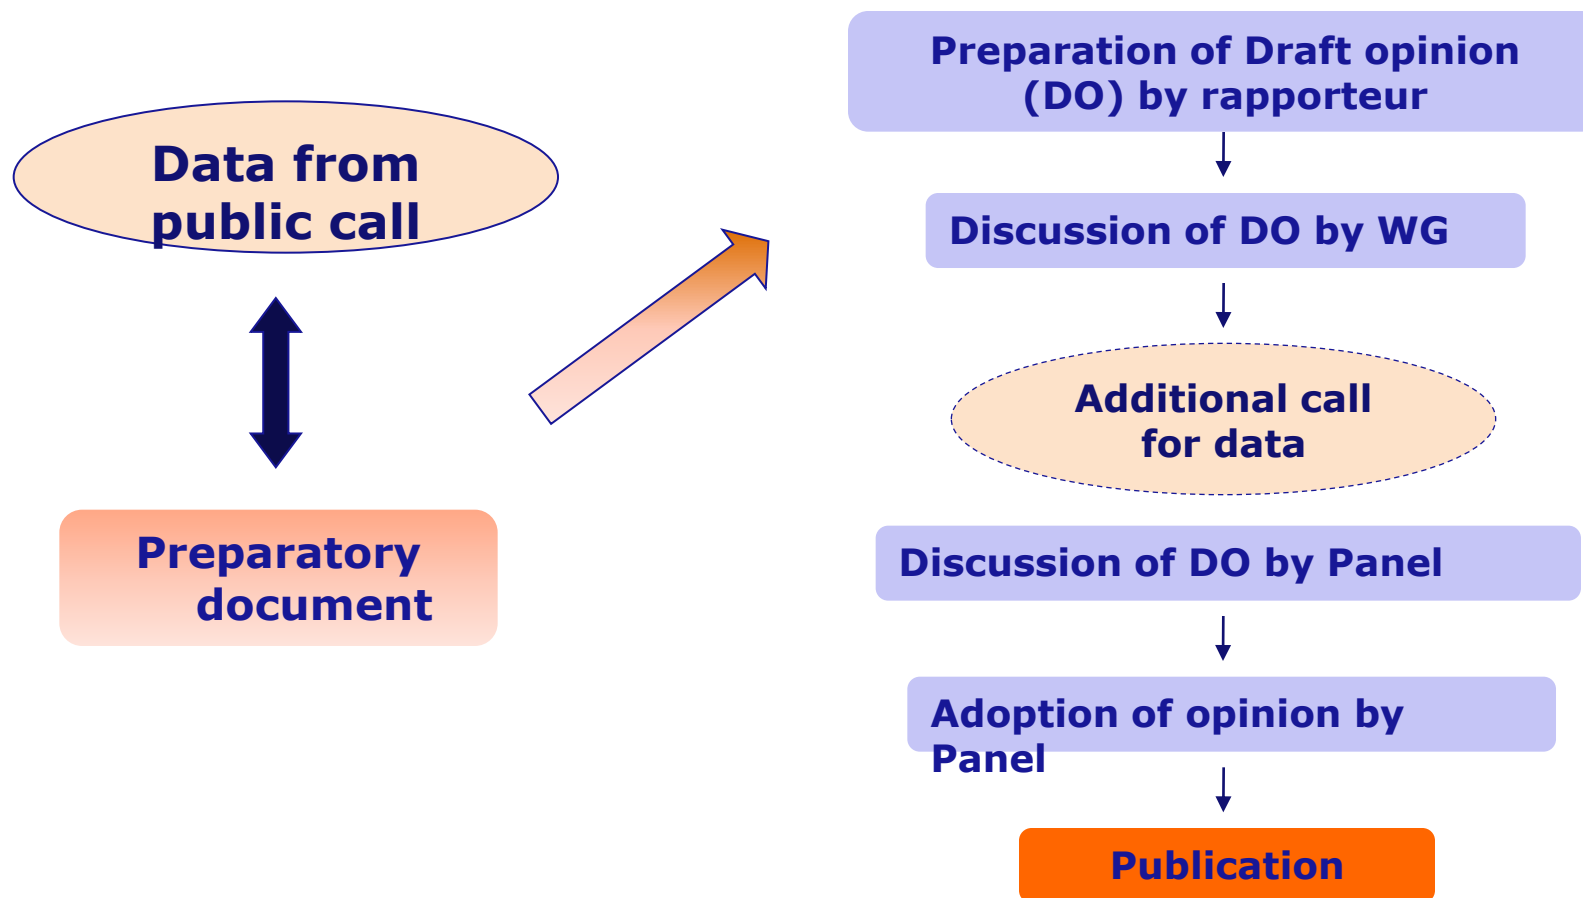 Data from
public call
Preparatory
document
Preparation of Draft opinion
(DO) by rapporteur
Discussion of DO by WG
Additional call
for data
Discussion of DO by Panel
Adoption of opinion by
Panel
Publication